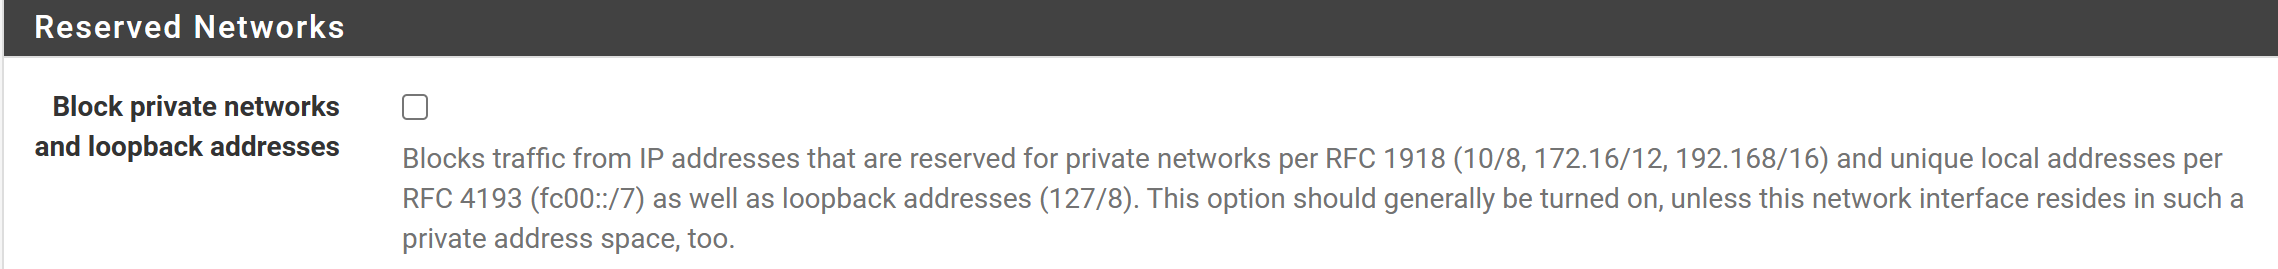 Reserved Networks
Block private networks
and loopback addresses
Blocks traffic from IP addresses that are reserved for private networks per RFC 1918 (10/8, 172.16/12, 192.168/16) and unique local addresses per
RFC 4193 (fc00::/7) as well as loopback addresses (127/8). This option should generally be turned on, unless this network interface resides in such a
private address space, too.